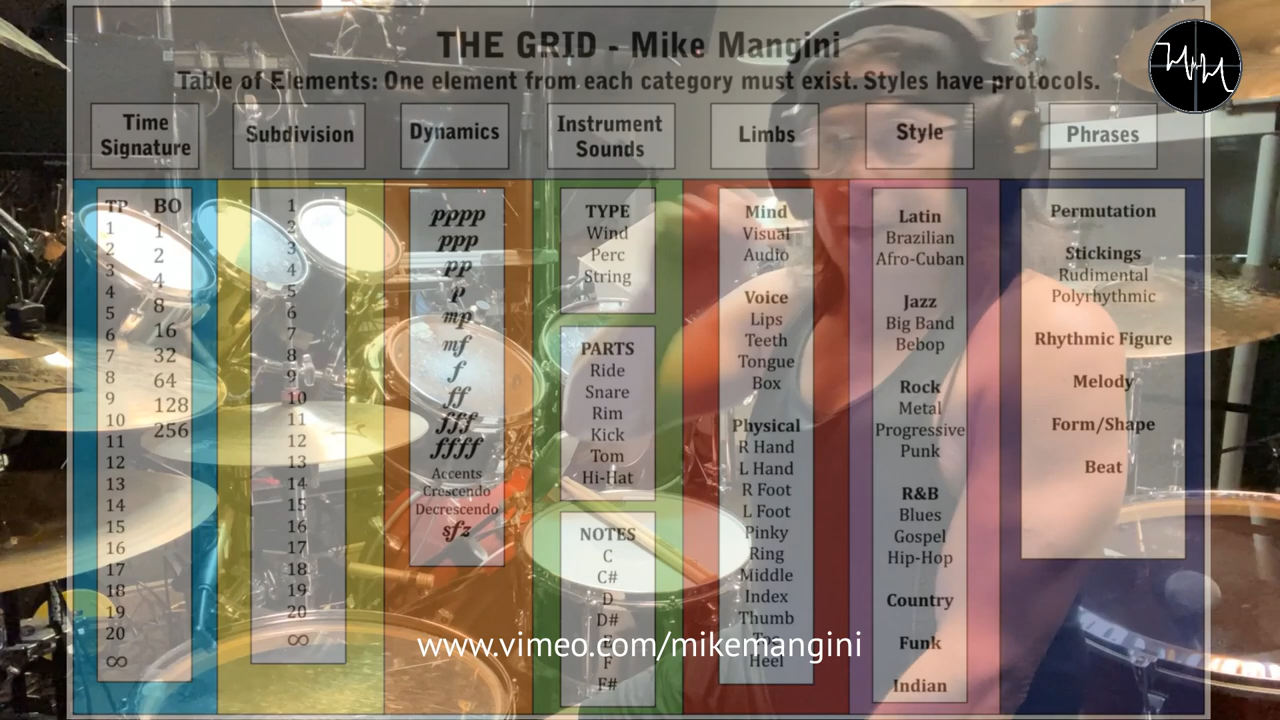 THE GRID - Mike Mangini
Table of Elements: One element from each category must exist. Styles have protocols.
Time
Signature
Subdivision
Dynamics
Instrument
Sounds
Limbs
Style
Phrases
TP BO
1 1
2 2
3 4
4 8
5 16
6 32
7 64
8 128
9 256
10
11
12
13
14
15
16
17
18
19
20
∞
1
2
3
4
5
6
7
8
9
10
11
12
13
14
15
16
17
18
19
20
∞
pppp
ppp
pp
p
mp
mf
f
ff
fff
ffff
Accents
Crescendo
Decrescendo
sfz
TYPE
Wind
Perc
String
PARTS
Ride
Snare
Rim
Kick
Tom
Hi-Hat
NOTES
C
C#
D
D#
E
F
F#
Mind
Visual
Audio
Voice
Lips
Teeth
Tongue
Box
Physical
R Hand
L Hand
R Foot
L Foot
Pinky
Ring
Middle
Index
Thumb
Toe
Heel
Latin
Brazilian
Afro-Cuban
Jazz
Big Band
Bebop
Rock
Metal
Progressive
Punk
R&B
Blues
Gospel
Hip-Hop
Country
Funk
Indian
Permutation
Stickings
Rudimental
Polyrhythmic
Rhythmic Figure
Melody
Form/Shape
Beat
www.vimeo.com/mikemangini
MM